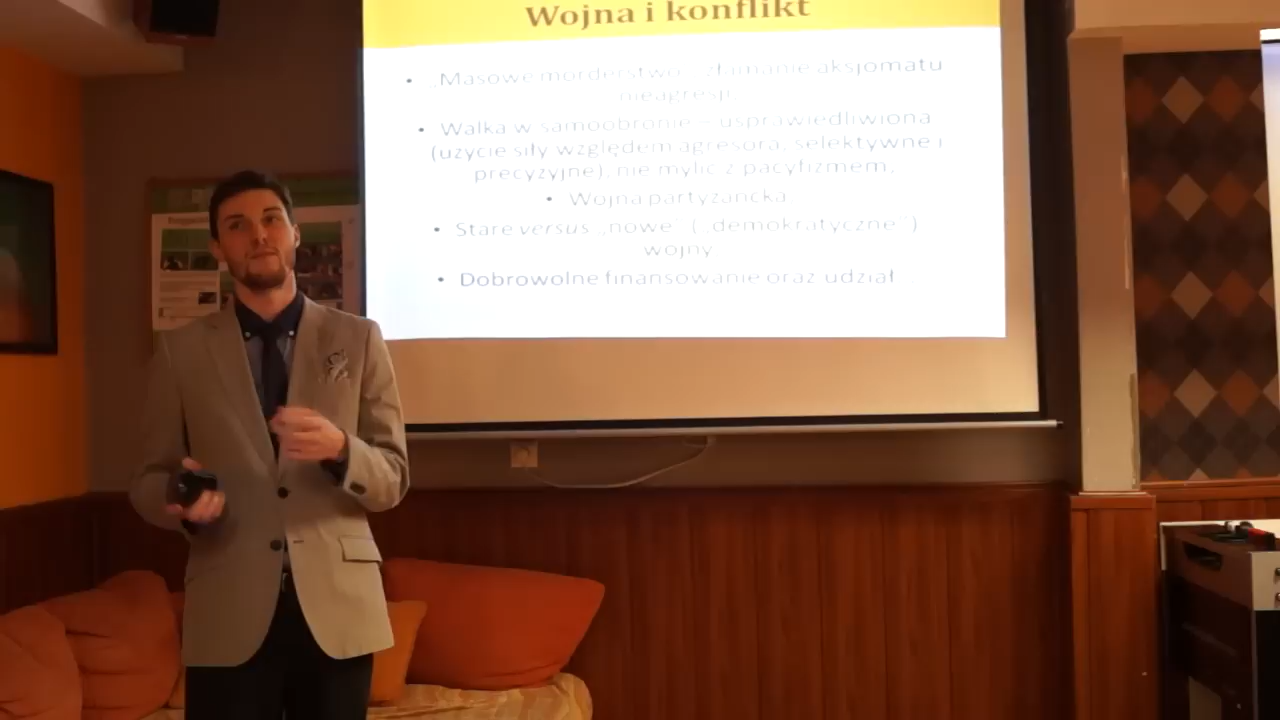 Wojna i konflikt
• „Masowe morderstwo - złamanie aksjomatu
nieagresji,
• Walka w samoobronie – usprawiedliwiona
(użycie siły względem agresora, selektywne i
precyzyjne), nie mylić z pacyfizmem,
• Wojna partyzancka
• Stare versus „nowe" („demokratyczne")
wojny
• Dobrowolne finansowanie oraz udział